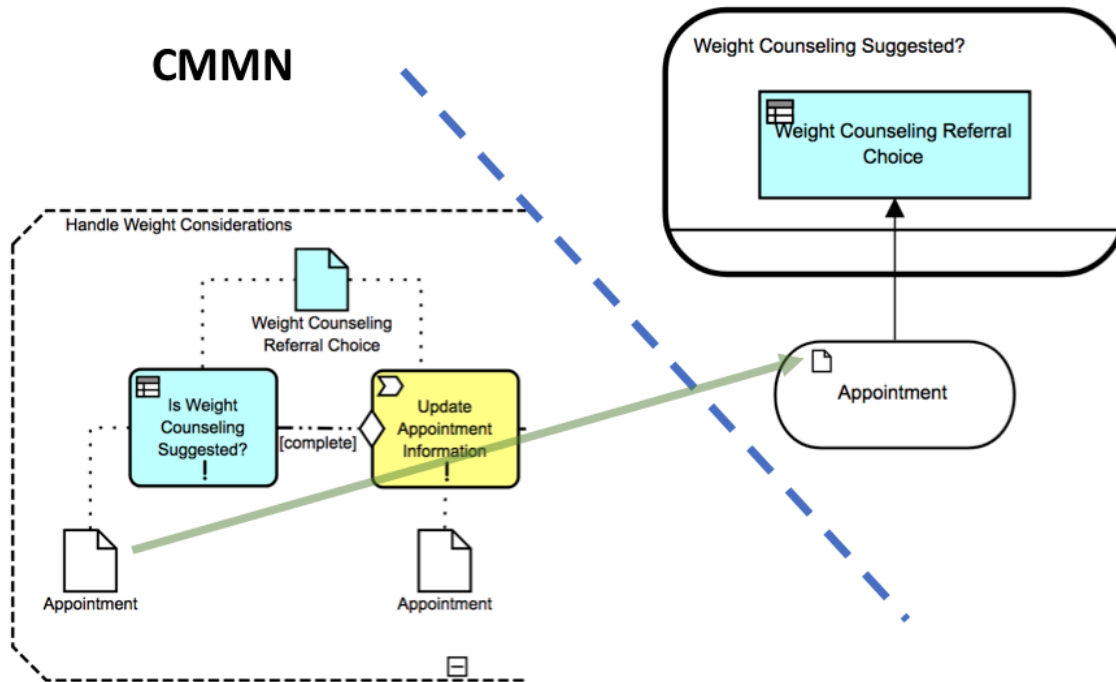 CMMN
Weight Counseling Suggested?
Weight Counseling Referral
Choice
Handle Weight Considerations
Weight Counseling
Referral Choice
Is Weight
Counseling
Suggested?
!
[complete]
Update
Appointment
Information
!
Appointment
Appointment
Appointment